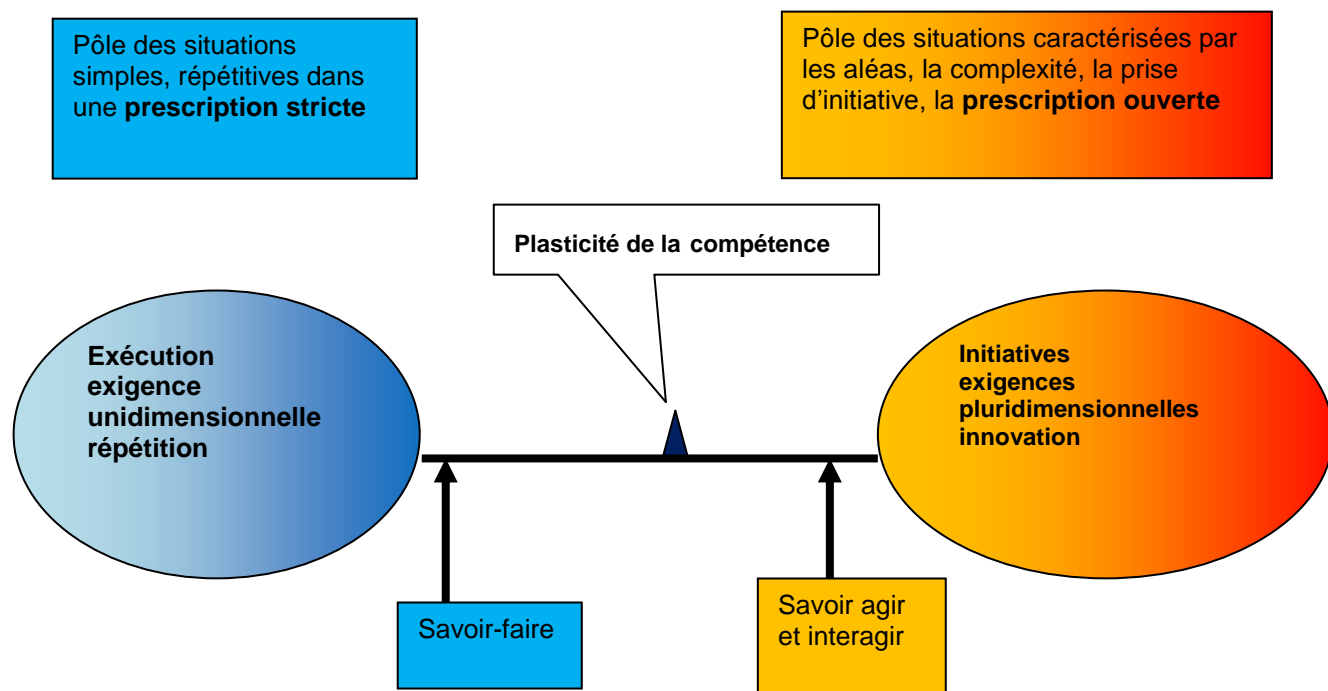 Pôle des situations
simples, répétitives dans
une prescription stricte
Pôle des situations caractérisées par
les aléas, la complexité, la prise
d’initiative, la prescription ouverte
Plasticité de la compétence
Exécution
exigence
unidimensionnelle
répétition
Initiatives
exigences
pluridimensionnelles
innovation
Savoir-faire
Savoir agir
et interagir